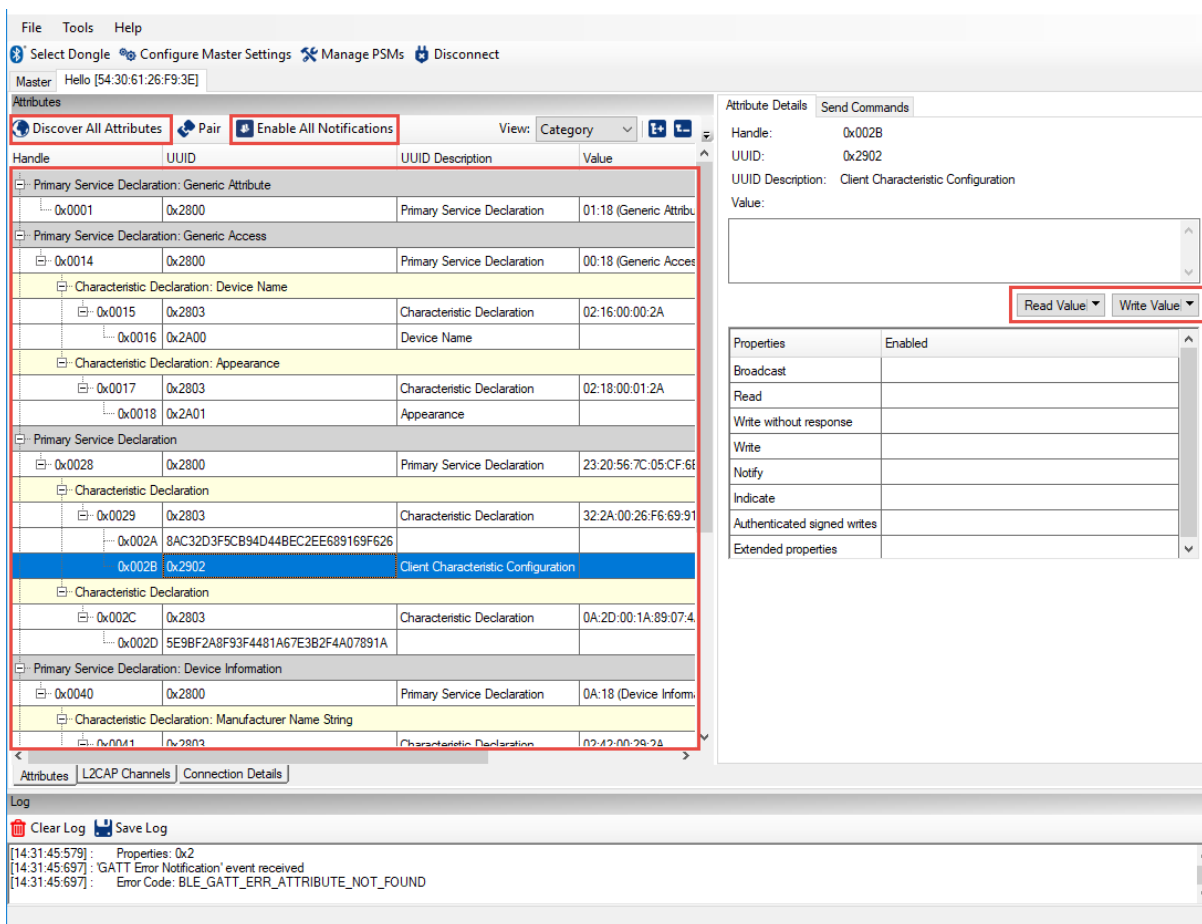 File Tools Help
Select Dongle Configure Master Settings Manage PSMs Disconnect
Master Hello [54:30:61:26:F9:3E]
Attributes
Discover All Attributes Pair Enable All Notifications View: Category
Handle UUID UUID Description Value
Primary Service Declaration: Generic Attribute
0x0001 0x2800 Primary Service Declaration 01:18 (Generic Attribu
Primary Service Declaration: Generic Access
0x0014 0x2800 Primary Service Declaration 00:18 (Generic Acces
Characteristic Declaration: Device Name
0x0015 0x2803 Characteristic Declaration 02:16:00:00:2A
0x0016 0x2A00 Device Name
Characteristic Declaration: Appearance
0x0017 0x2803 Characteristic Declaration 02:18:00:01:2A
0x0018 0x2A01 Appearance
Primary Service Declaration
0x0028 0x2800 Primary Service Declaration 23:20:56:7C:05:CF:6E
Characteristic Declaration
0x0029 0x2803 Characteristic Declaration 32:2A:00:26:F6:69:91
0x002A 8AC32D3F5CB94D44BEC2EE689169F626
0x002B 0x2902 Client Characteristic Configuration
Characteristic Declaration
0x002C 0x2803 Characteristic Declaration 0A:2D:00:1A:89:07:4
0x002D 5E9BF2A8F93F4481A67E3B2F4A07891A
Primary Service Declaration: Device Information
0x0040 0x2800 Primary Service Declaration 0A:18 (Device Inform
Characteristic Declaration: Manufacturer Name String
0x0041 0x2803 Characteristic Declaration 02:42:00:29:2A
Attributes L2CAP Channels Connection Details
Attribute Details Send Commands
Handle: 0x002B
UUID: 0x2902
UUID Description: Client Characteristic Configuration
Value:
Read Value Write Value
Properties Enabled
Broadcast
Read
Write without response
Write
Notify
Indicate
Authenticated signed writes
Extended properties
Log
Clear Log Save Log
[14:31:45:579] : Properties: 0x2
[14:31:45:697] : 'GATT Error Notification' event received
[14:31:45:697] : Error Code: BLE_GATT_ERR_ATTRIBUTE_NOT_FOUND